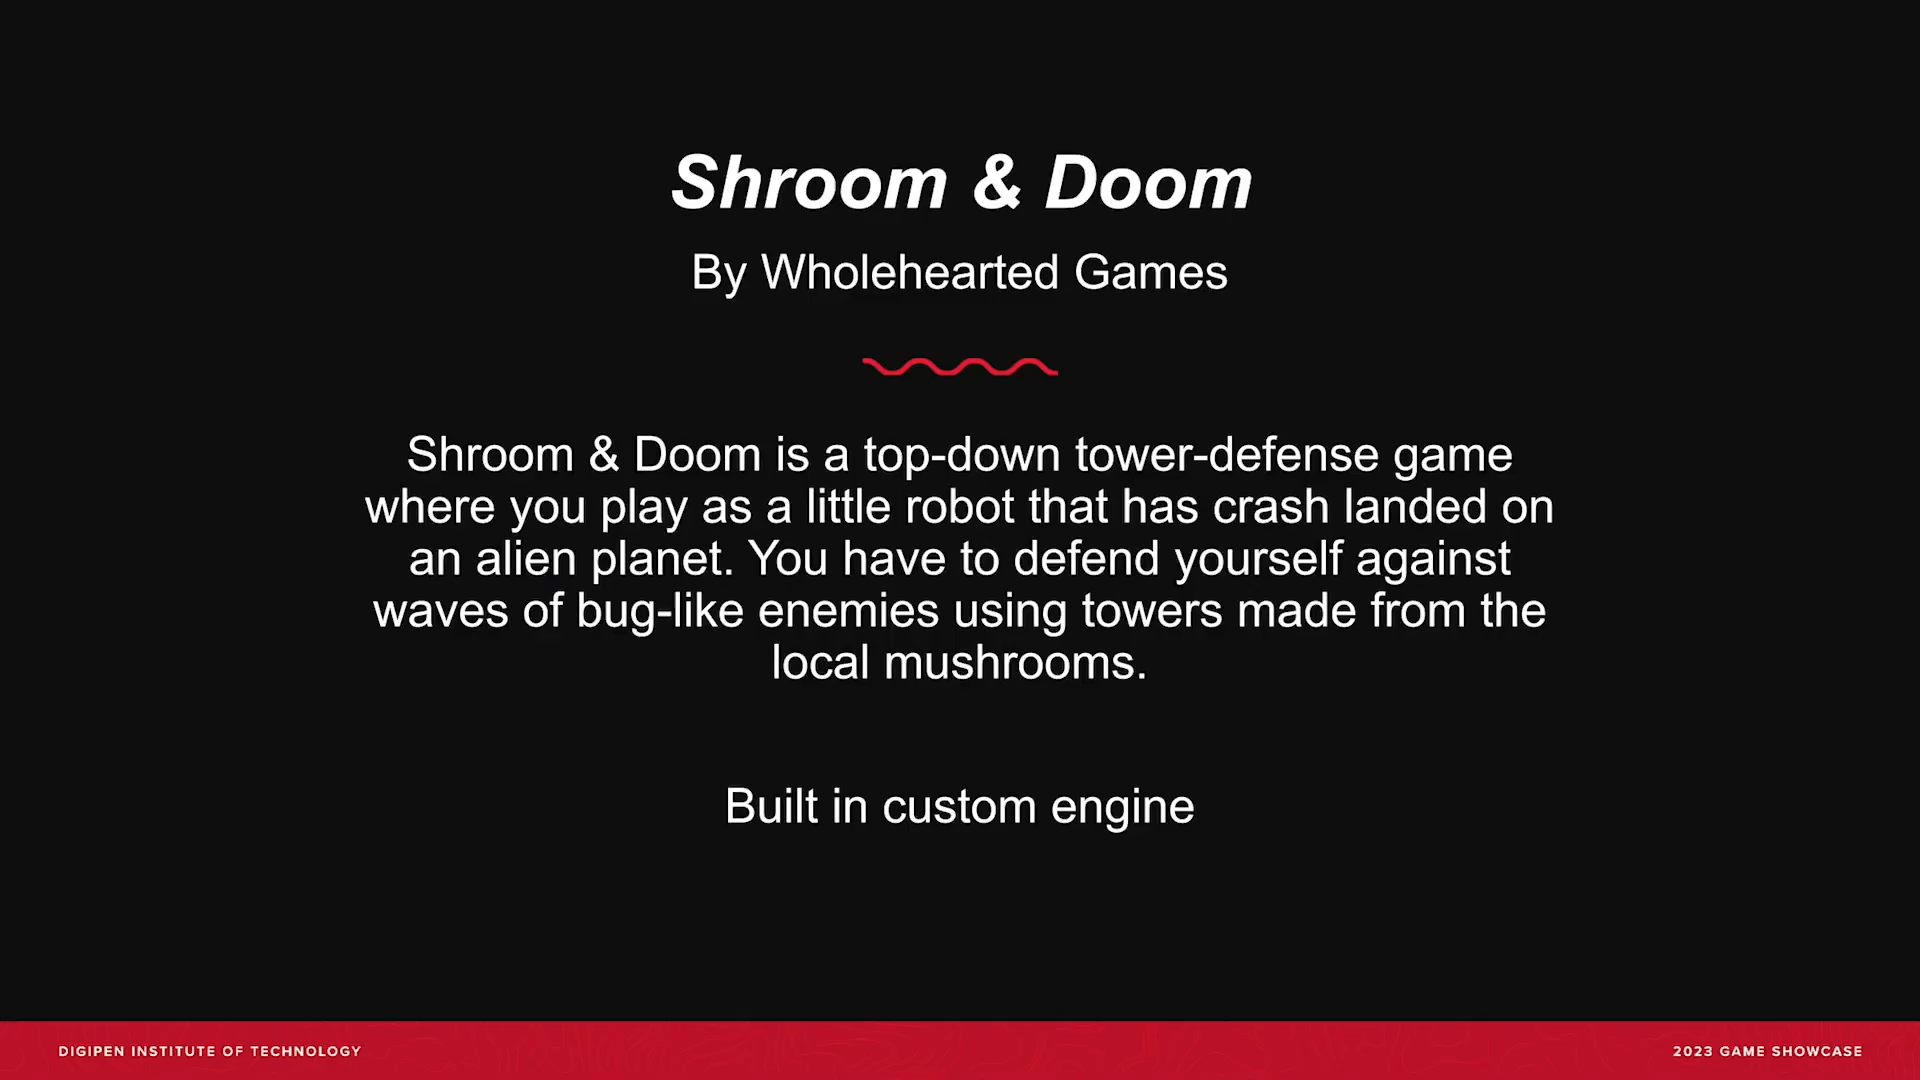 Shroom & Doom
By Wholehearted Games
Shroom & Doom is a top-down tower-defense game
where you play as a little robot that has crash landed on
an alien planet. You have to defend yourself against
waves of bug-like enemies using towers made from the
local mushrooms.
Built in custom engine
DIGIPEN INSTITUTE OF TECHNOLOGY
2023 GAME SHOWCASE